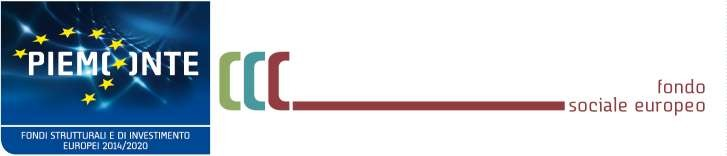 PIEMONTE
FONDI STRUTTURALI E DI INVESTIMENTO
EUROPEI 2014/2020
fondo
sociale europeo